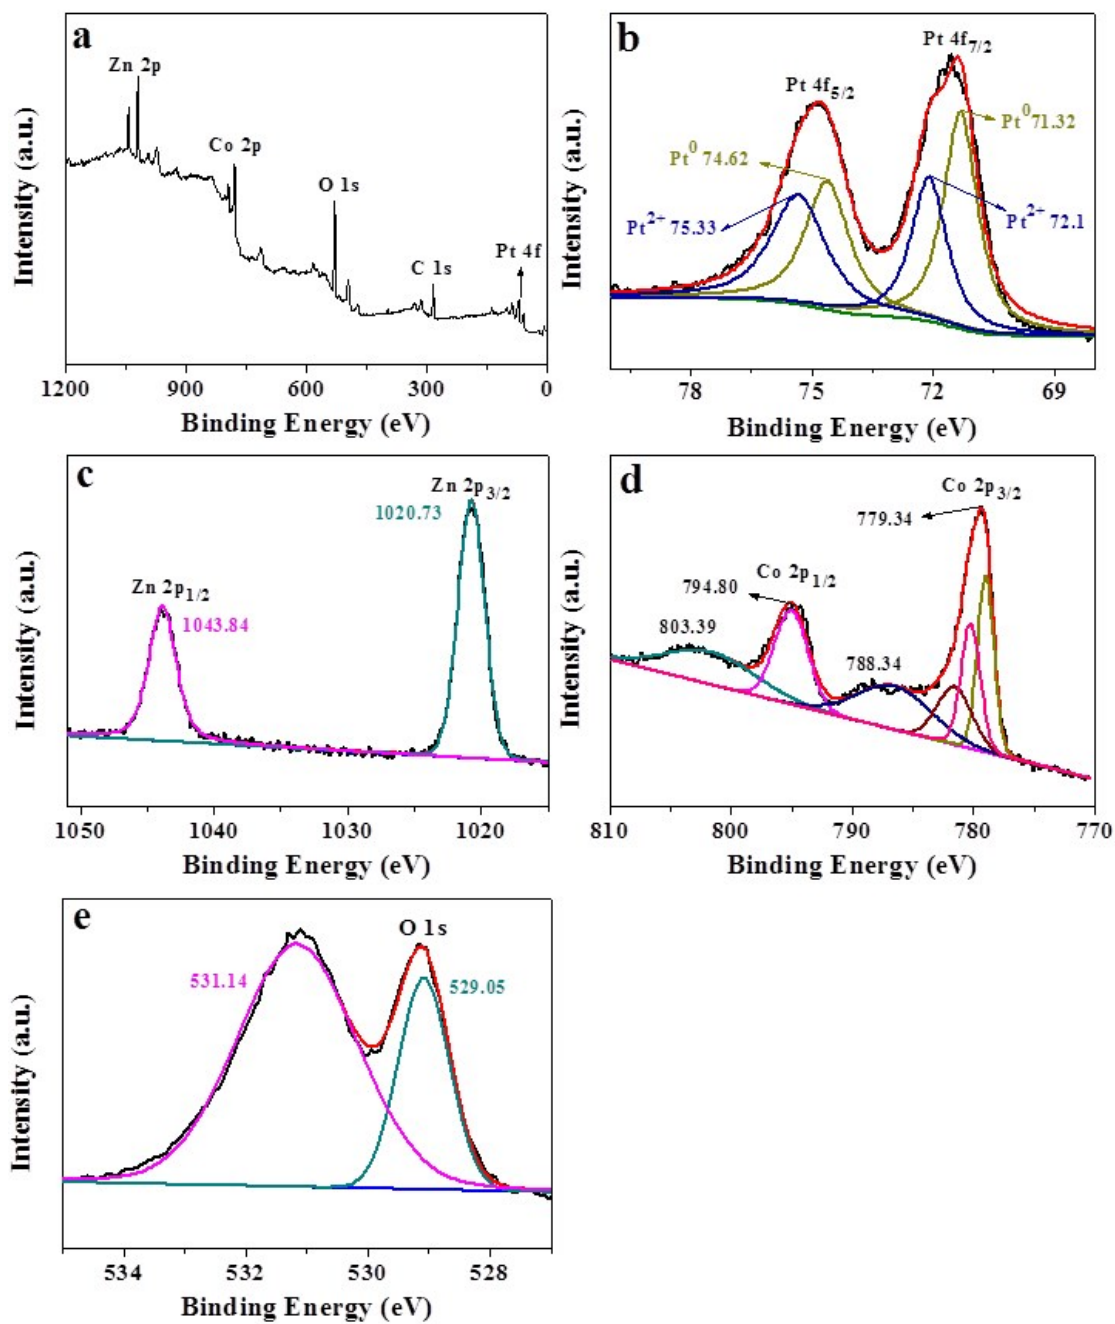 a
Zn 2p
Co 2p
O 1s
C 1s
Pt 4f
Intensity (a.u.)
1200 900 600 300 0
Binding Energy (eV)
b
Pt 4f7/2
Pt 4f5/2
Pt0 71.32
Pt0 74.62
Pt2+ 75.33
Pt2+ 72.1
Intensity (a.u.)
78 75 72 69
Binding Energy (eV)
c
Zn 2p3/2
1020.73
Zn 2p1/2
1043.84
Intensity (a.u.)
1050 1040 1030 1020
Binding Energy (eV)
d
Co 2p3/2
779.34
Co 2p1/2
794.80
803.39
788.34
Intensity (a.u.)
810 800 790 780 770
Binding Energy (eV)
e
O 1s
531.14
529.05
Intensity (a.u.)
534 532 530 528
Binding Energy (eV)